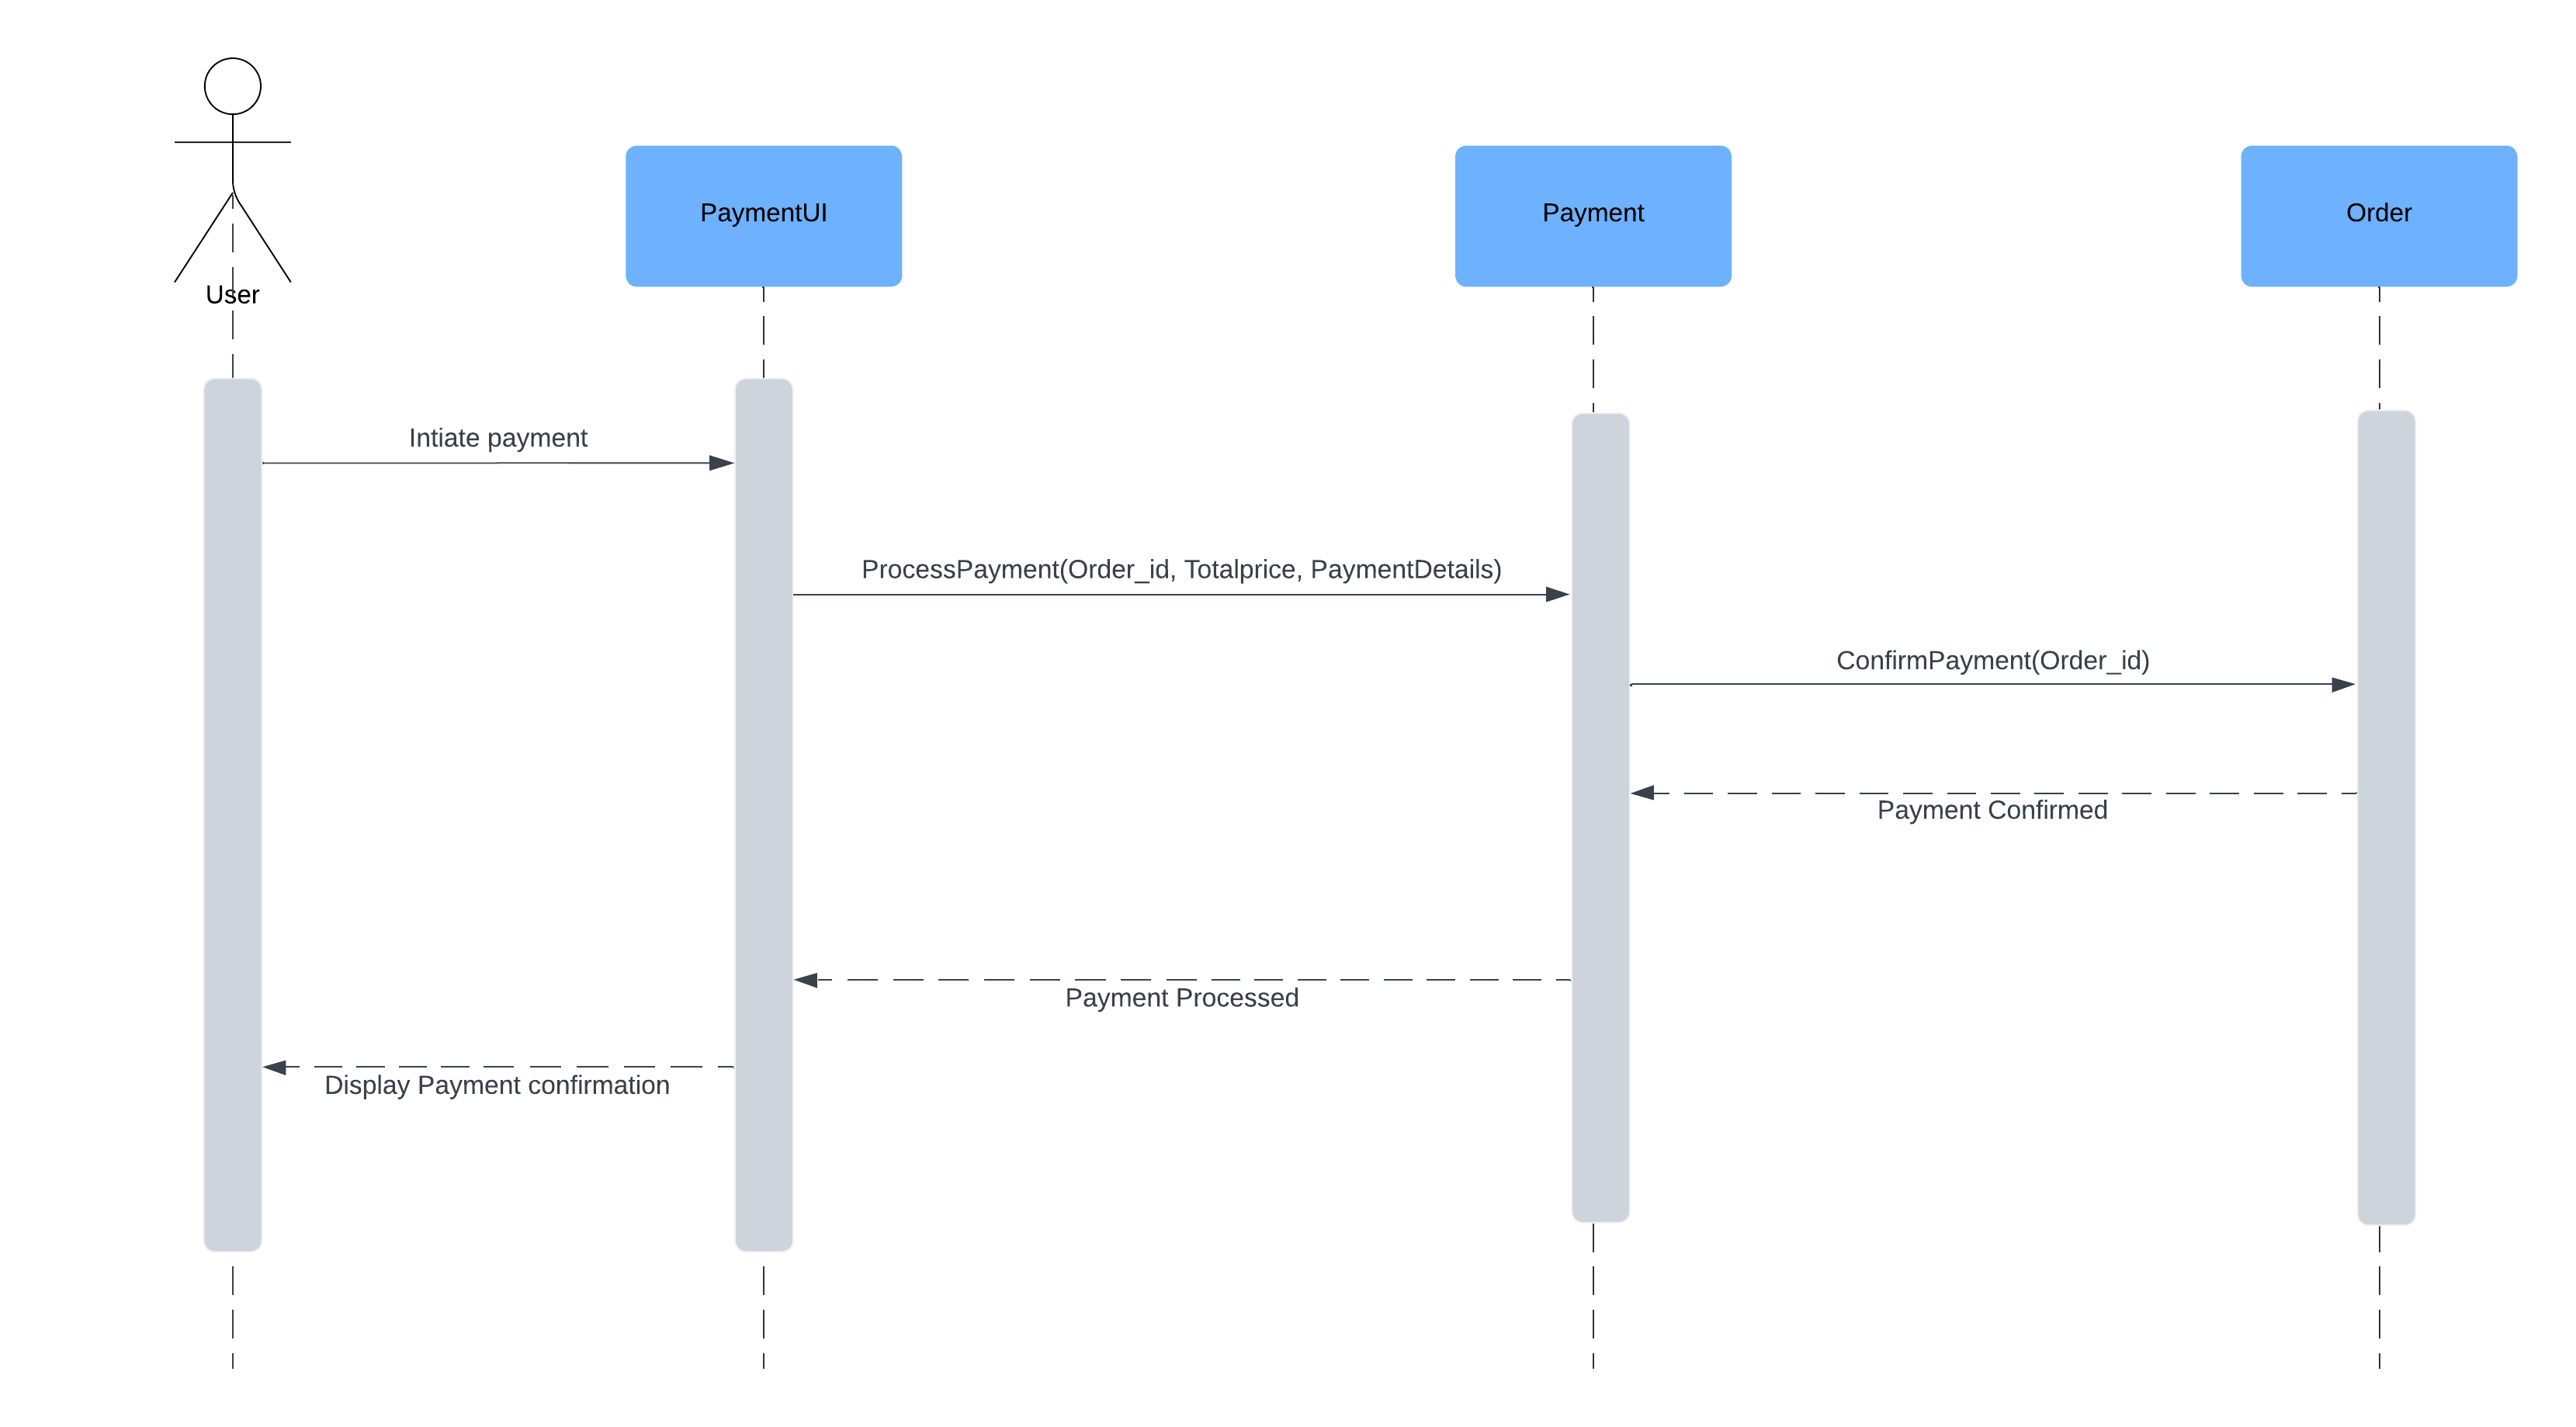 User
PaymentUI
Payment
Order
Intiate payment
ProcessPayment(Order_id, Totalprice, PaymentDetails)
ConfirmPayment(Order_id)
Payment Confirmed
Payment Processed
Display Payment confirmation